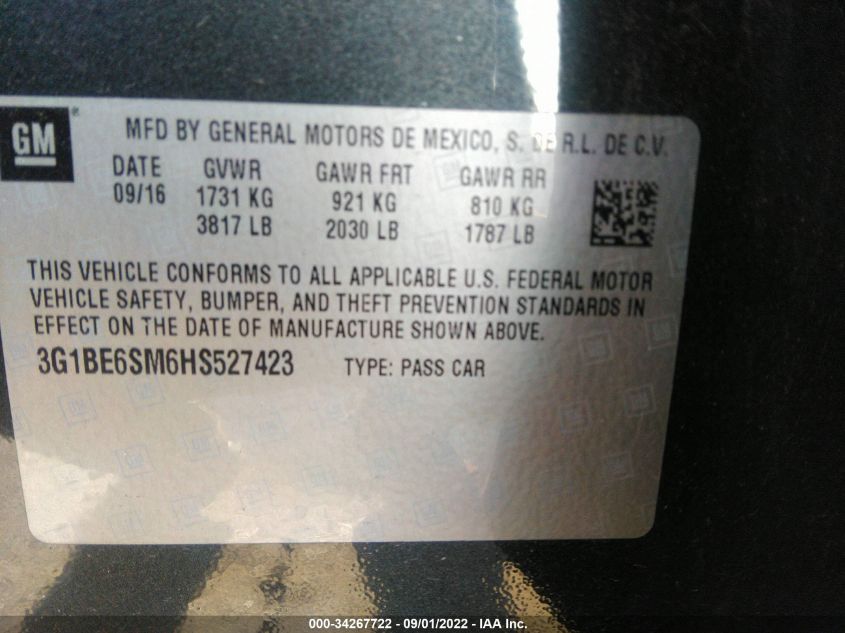 GM
MFD BY GENERAL MOTORS DE MEXICO, S. DE R.L. DE C.V.
DATE GVWR GAWR FRT GAWR RR
09/16 1731 KG 921 KG 810 KG
3817 LB 2030 LB 1787 LB
THIS VEHICLE CONFORMS TO ALL APPLICABLE U.S. FEDERAL MOTOR
VEHICLE SAFETY, BUMPER, AND THEFT PREVENTION STANDARDS IN
EFFECT ON THE DATE OF MANUFACTURE SHOWN ABOVE.
3G1BE6SM6HS527423 TYPE: PASS CAR
000-34267722 - 09/01/2022 - IAA Inc.